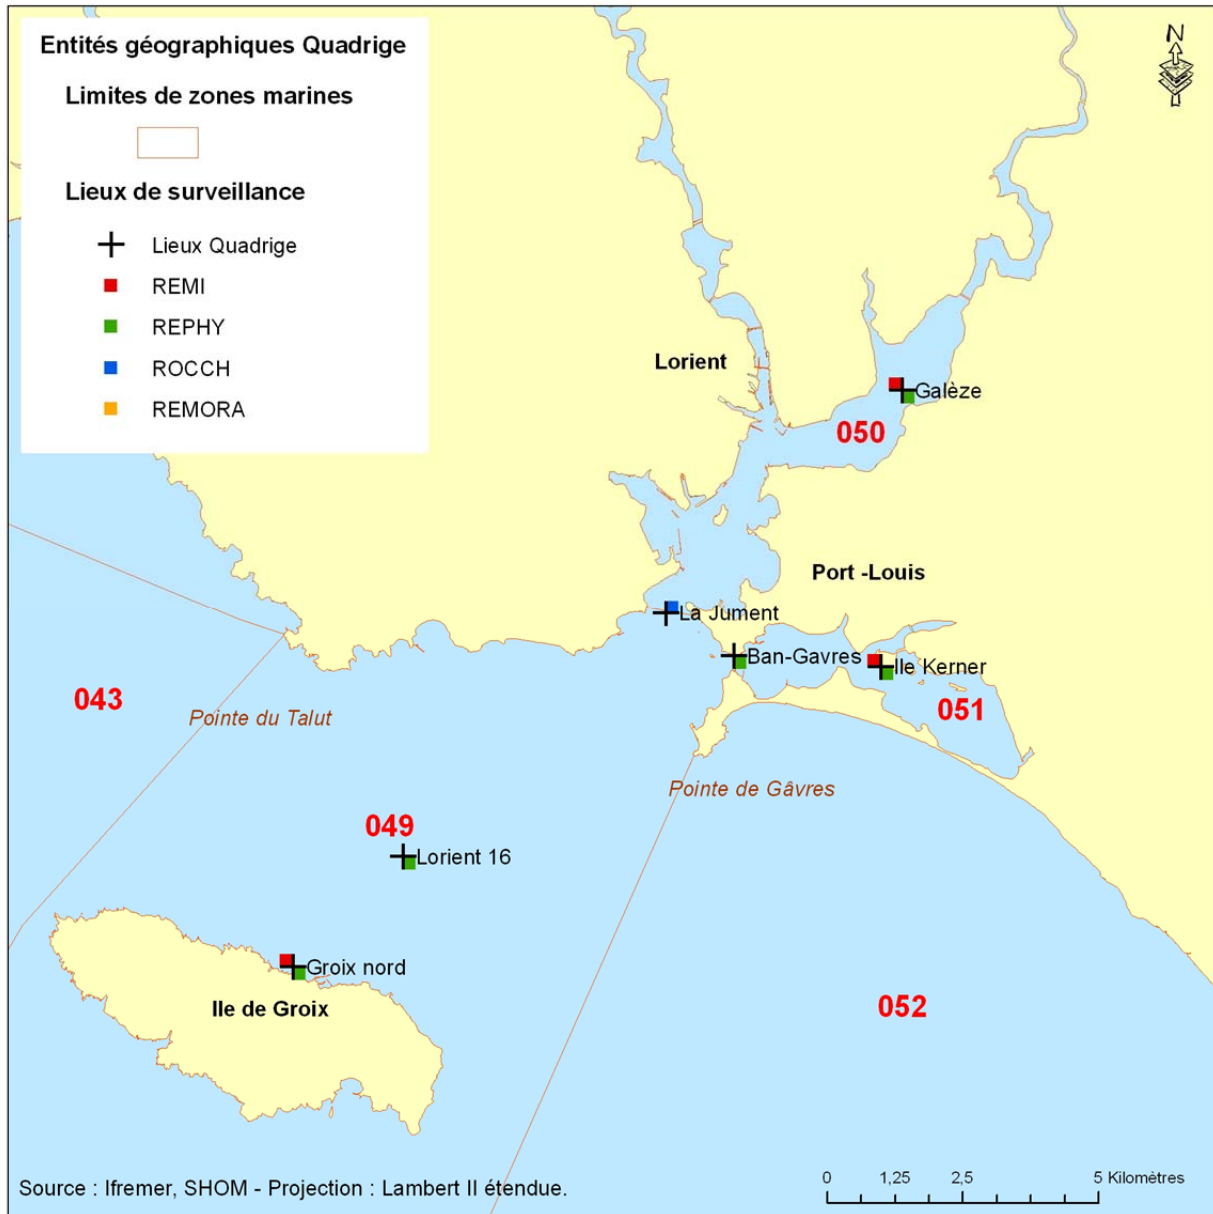 Entités géographiques Quadrige
Limites de zones marines
Lieux de surveillance
Lieux Quadrige
REMI
REPHY
ROCCH
REMORA
N
Lorient
Galèze
050
Port -Louis
La Jument
Ban-Gavres
Ile Kerner
043
051
Pointe du Talut
Pointe de Gâvres
049
Lorient 16
Groix nord
Ile de Groix
052
Source : Ifremer, SHOM - Projection : Lambert II étendue.
0 1,25 2,5 5 Kilomètres